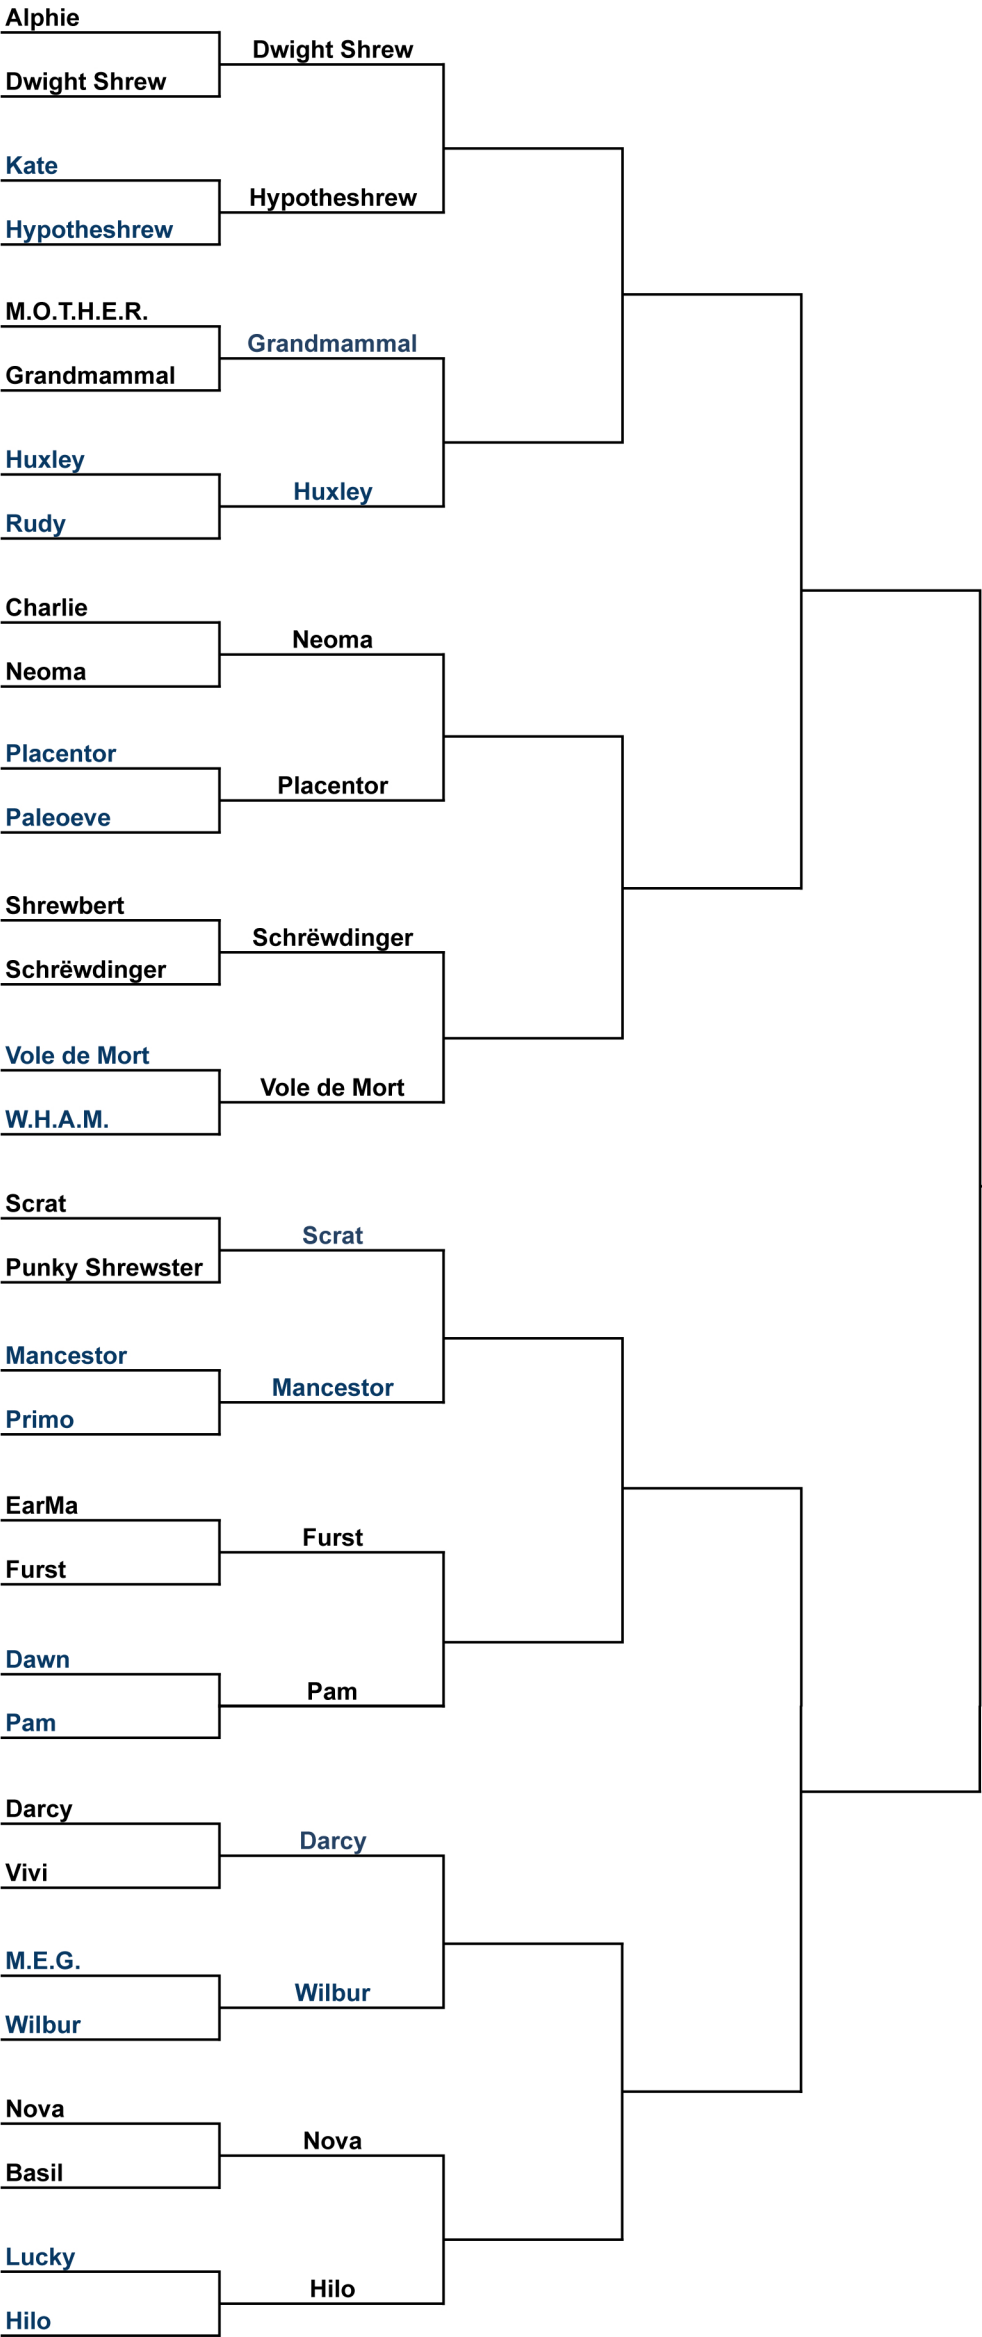 Alphie
Dwight Shrew
Dwight Shrew
Kate
Hypotheshrew
Hypotheshrew
M.O.T.H.E.R.
Grandmammal
Grandmammal
Huxley
Huxley
Rudy
Charlie
Neoma
Neoma
Placentor
Placentor
Paleoeve
Shrewbert
Schrëwdinger
Schrëwdinger
Vole de Mort
Vole de Mort
W.H.A.M.
Scrat
Scrat
Punky Shrewster
Mancestor
Mancestor
Primo
EarMa
Furst
Furst
Dawn
Pam
Pam
Darcy
Darcy
Vivi
M.E.G.
Wilbur
Wilbur
Nova
Nova
Basil
Lucky
Hilo
Hilo